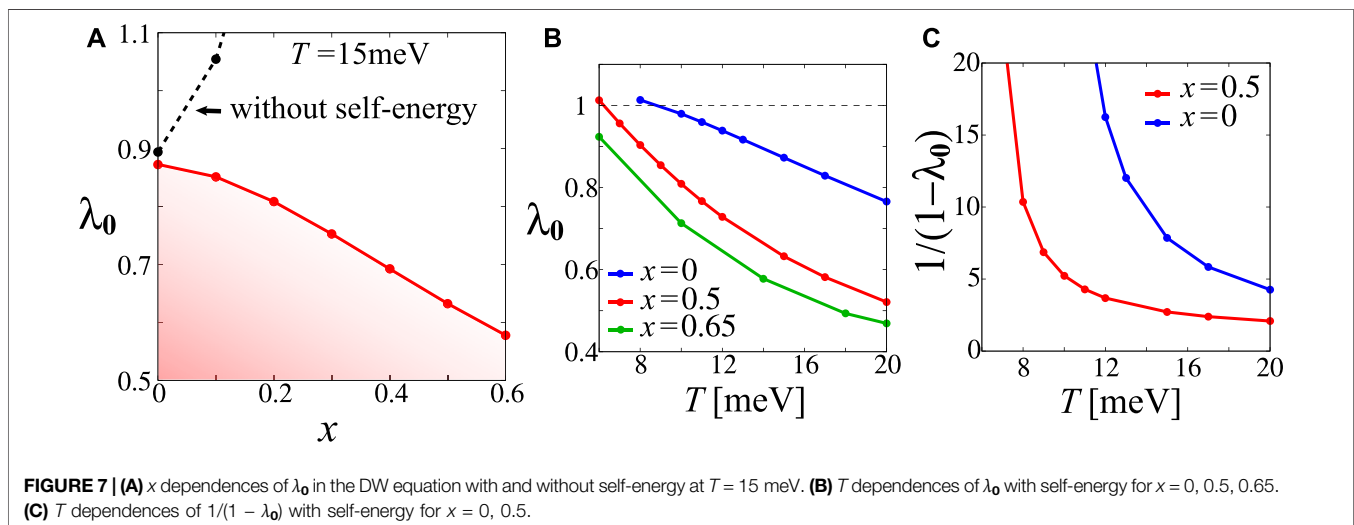 A
1.1
0.9
λ0
0.7
0.5
T =15meV
without self-energy
0
0.2
0.4
0.6
x
B
1
0.8
λ0
0.6
0.4
x=0
x=0.5
x=0.65
8
12
16
20
T [meV]
C
20
15
10
5
0
1/(1−λ0)
x=0.5
x=0
8
12
16
20
T [meV]
FIGURE 7 | (A) x dependences of λ0 in the DW equation with and without self-energy at T = 15 meV. (B) T dependences of λ0 with self-energy for x = 0, 0.5, 0.65.
(C) T dependences of 1/(1 − λ0) with self-energy for x = 0, 0.5.